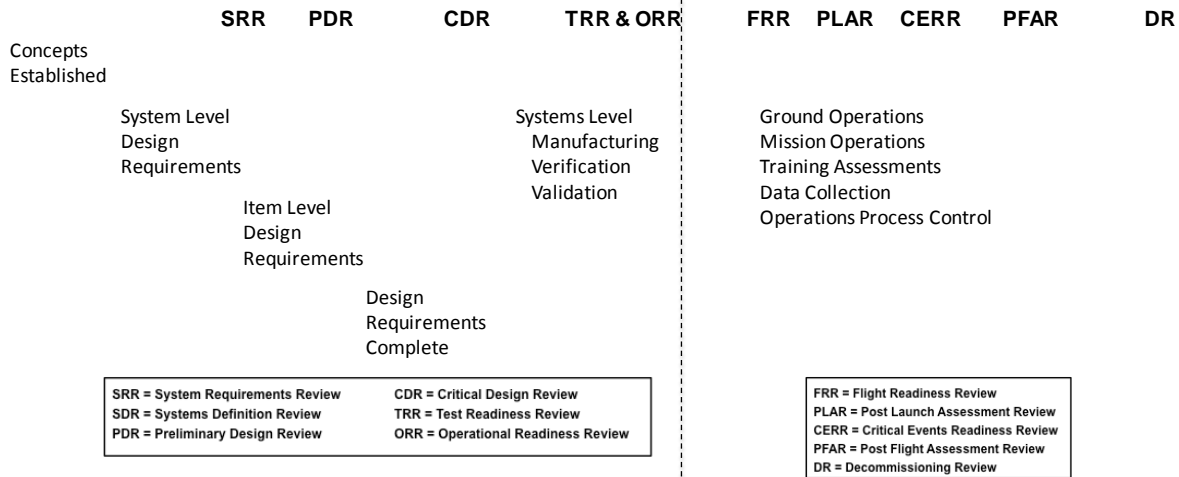 SRR PDR CDR TRR & ORR FRR PLAR CERR PFAR DR
Concepts
Established
System Level
Design
Requirements
Item Level
Design
Requirements
Design
Requirements
Complete
Systems Level
Manufacturing
Verification
Validation
Ground Operations
Mission Operations
Training Assessments
Data Collection
Operations Process Control
SRR = System Requirements Review
SDR = Systems Definition Review
PDR = Preliminary Design Review
CDR = Critical Design Review
TRR = Test Readiness Review
ORR = Operational Readiness Review
FRR = Flight Readiness Review
PLAR = Post Launch Assessment Review
CERR = Critical Events Readiness Review
PFAR = Post Flight Assessment Review
DR = Decommissioning Review